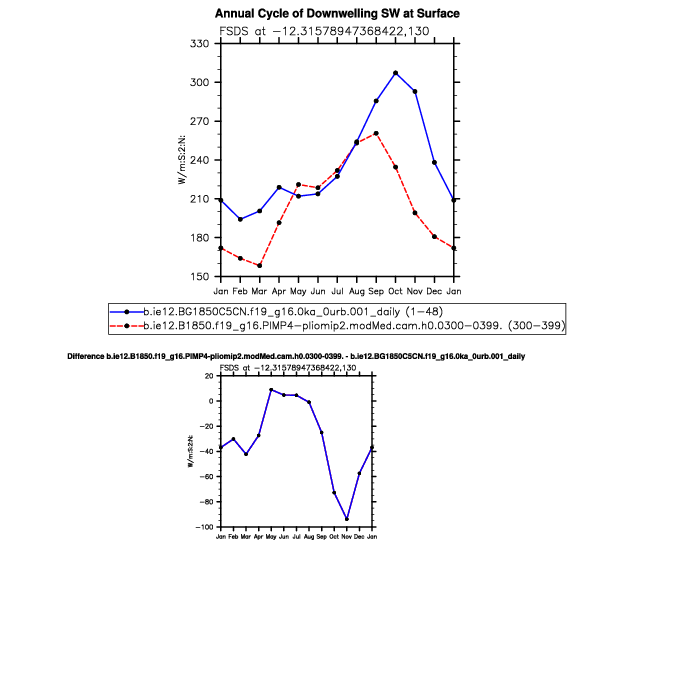 Annual Cycle of Downwelling SW at Surface
FSDS at −12.31578947368422,130
330
300
270
240
210
180
150
W/m:S:2:N:
Jan Feb Mar Apr May Jun Jul Aug Sep Oct Nov Dec Jan
b.ie12.BG1850C5CN.f19_g16.0ka_0urb.001_daily (1−48)
b.ie12.B1850.f19_g16.PlMP4−pliomip2.modMed.cam.h0.0300−0399. (300−399)
Difference b.ie12.B1850.f19_g16.PlMP4-pliomip2.modMed.cam.h0.0300-0399. - b.ie12.BG1850C5CN.f19_g16.0ka_0urb.001_daily
FSDS at −12.31578947368422,130
20
0
−20
−40
−60
−80
−100
W/m:S:2:N:
Jan Feb Mar Apr May Jun Jul Aug Sep Oct Nov Dec Jan